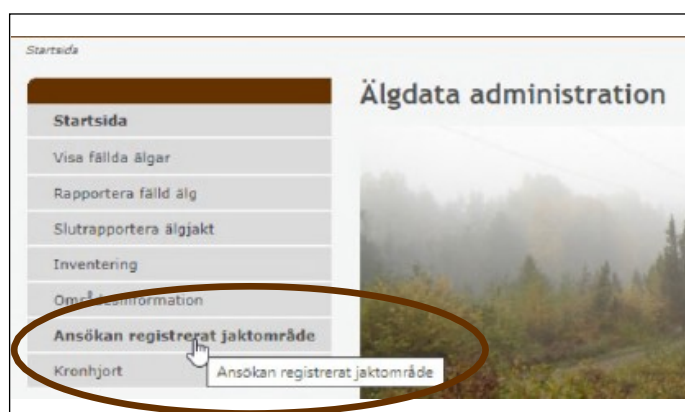 Startsida
Älgdata administration
Startsida
Visa fällda älgar
Rapportera fälld älg
Slutrapportera älgjakt
Inventering
Områdesinformation
Ansökan registrerat jaktområde
Kronhjort
Ansökan registrerat jaktområde